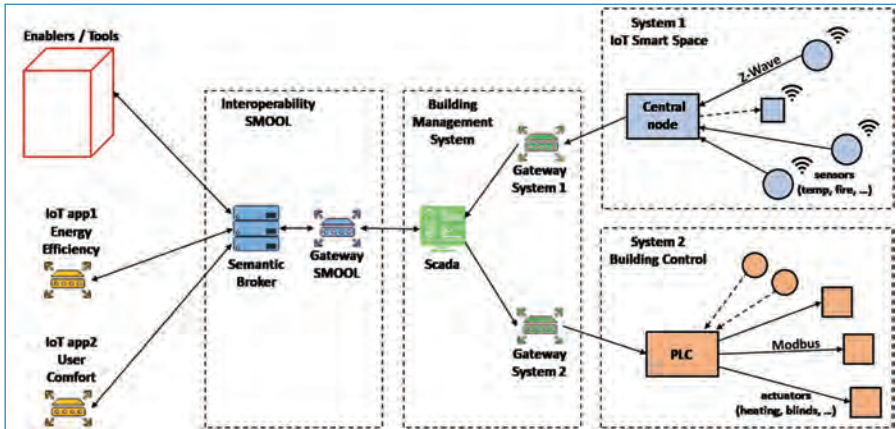 Enablers / Tools
IoT app1
Energy
Efficiency
IoT app2
User
Comfort
Interoperability
SMOOL
Semantic
Broker
Gateway
SMOOL
Building
Management
System
Scada
Gateway
System 1
Gateway
System 2
System 1
IoT Smart Space
Z-Wave
Central
node
sensors
(temp, fire, ...)
System 2
Building Control
PLC
Modbus
actuators
(heating, blinds, ...)